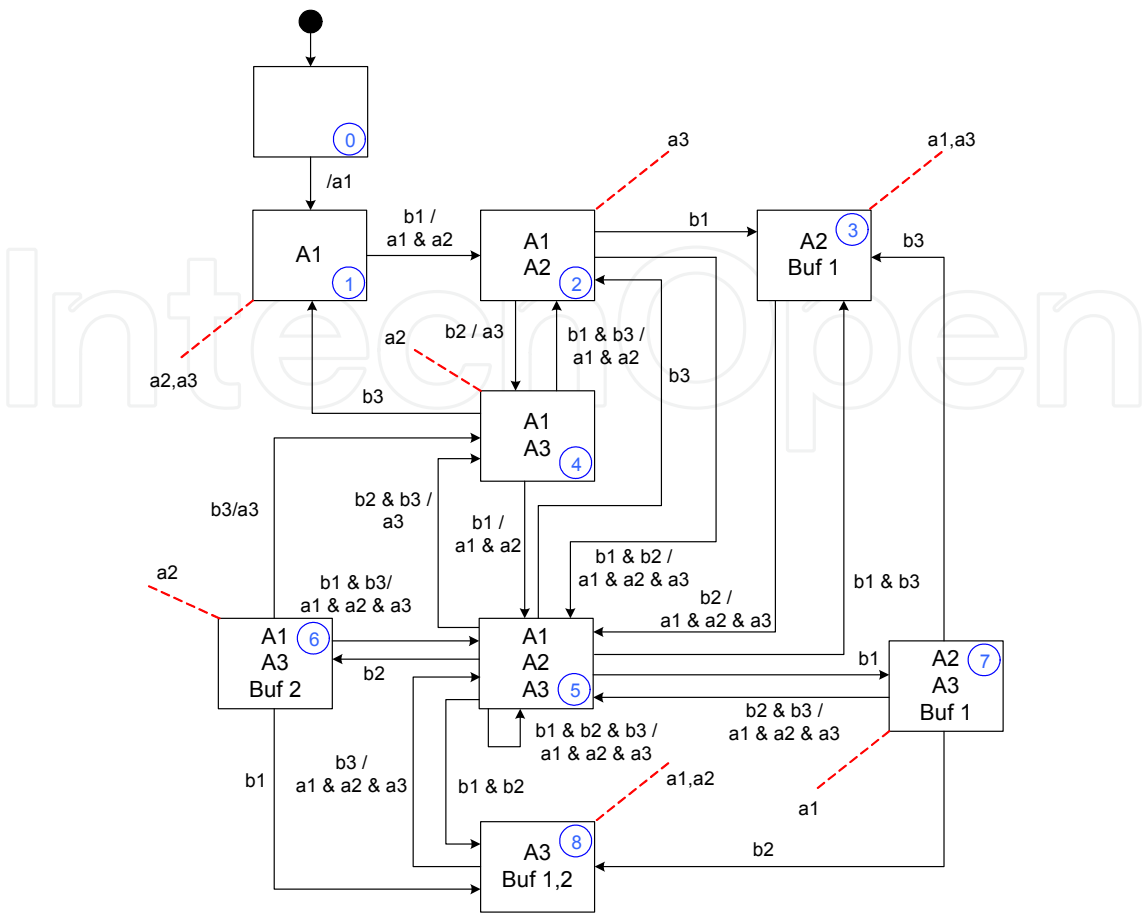 0
/a1
a3
a1,a3
A1
1
b1 /
a1 & a2
A1
A2
2
b1
A2
Buf 1
3
b3
IntechOpen
a2,a3
b2 / a3
b1 & b3 /
a1 & a2
a2
b3
b3
A1
A3
4
b3/a3
b2 & b3 /
a3
b1 /
a1 & a2
b1 & b2 /
a1 & a2 & a3
b2 /
a1 & a2 & a3
b1 & b3
a2
b1 & b3/
a1 & a2 & a3
A1
A3
Buf 2
6
b2
A1
A2
A3
5
b1
A2
A3
Buf 1
7
b2 & b3 /
a1 & a2 & a3
b1 & b2 & b3 /
a1 & a2 & a3
b1
b3 /
a1 & a2 & a3
b1 & b2
a1,a2
a1
A3
Buf 1,2
8
b2